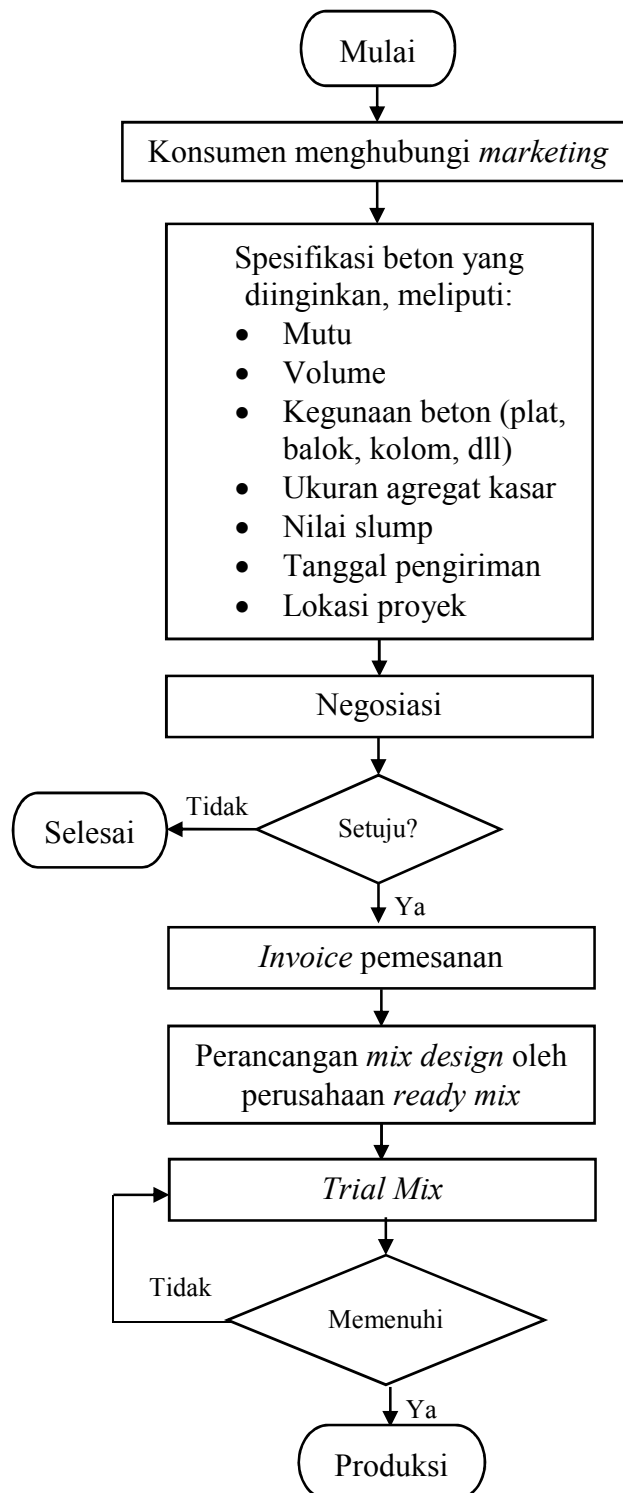 Mulai
Konsumen menghubungi marketing
Spesifikasi beton yang
diinginkan, meliputi:
• Mutu
• Volume
• Kegunaan beton (plat,
balok, kolom, dll)
• Ukuran agregat kasar
• Nilai slump
• Tanggal pengiriman
• Lokasi proyek
Negosiasi
Tidak
Selesai
Setuju?
Ya
Invoice pemesanan
Perancangan mix design oleh
perusahaan ready mix
Trial Mix
Tidak
Memenuhi
Ya
Produksi